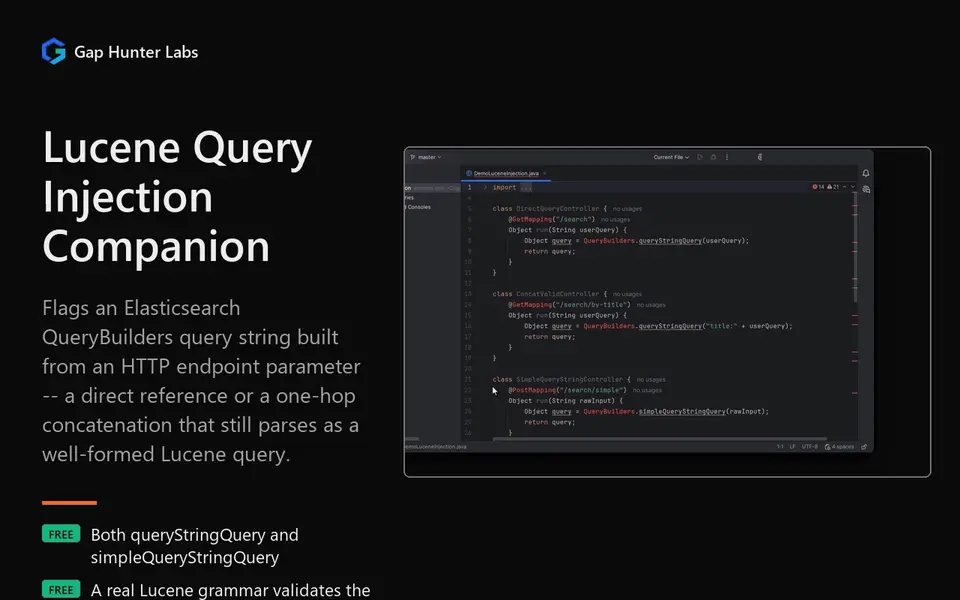 Gap Hunter Labs
Lucene Query
Injection
Companion
Flags an Elasticsearch
QueryBuilders query string built
from an HTTP endpoint parameter
-- a direct reference or a one-hop
concatenation that still parses as a
well-formed Lucene query.
FREE Both queryStringQuery and
simpleQueryStringQuery
FREE A real Lucene grammar validates the
master
Current File
DemoLuceneInjection.java
1 import ...
14 21
class DirectQueryController { no usages
@GetMapping("/search") no usages
Object run(String userQuery) {
Object query = QueryBuilders.queryStringQuery(userQuery);
return query;
}
}
class ConcatValidController { no usages
@GetMapping("/search/by-title") no usages
Object run(String userQuery) {
Object query = QueryBuilders.queryStringQuery("title:" + userQuery);
return query;
}
}
class SimpleQueryStringController { no usages
@PostMapping("/search/simple") no usages
Object run(String rawInput) {
Object query = QueryBuilders.simpleQueryStringQuery(rawInput);
return query;
}
1:1 LF UTF-8 4 spaces